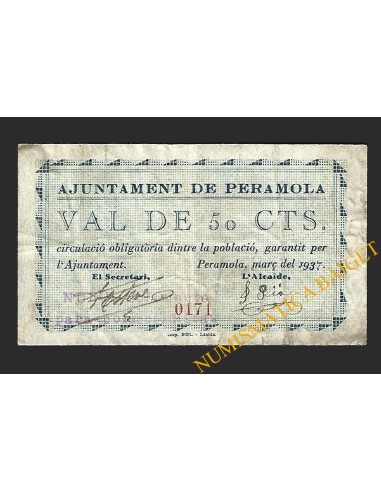 AJUNTAMENT DE PERAMOLA
VAL DE 50 CTS.
circulació obligatòria dintre la població, garantit per
l'Ajuntament. Peramola, març del 1937.
El Secretari, L'Alcalde,
0171
NUMISMATICA BAIGET